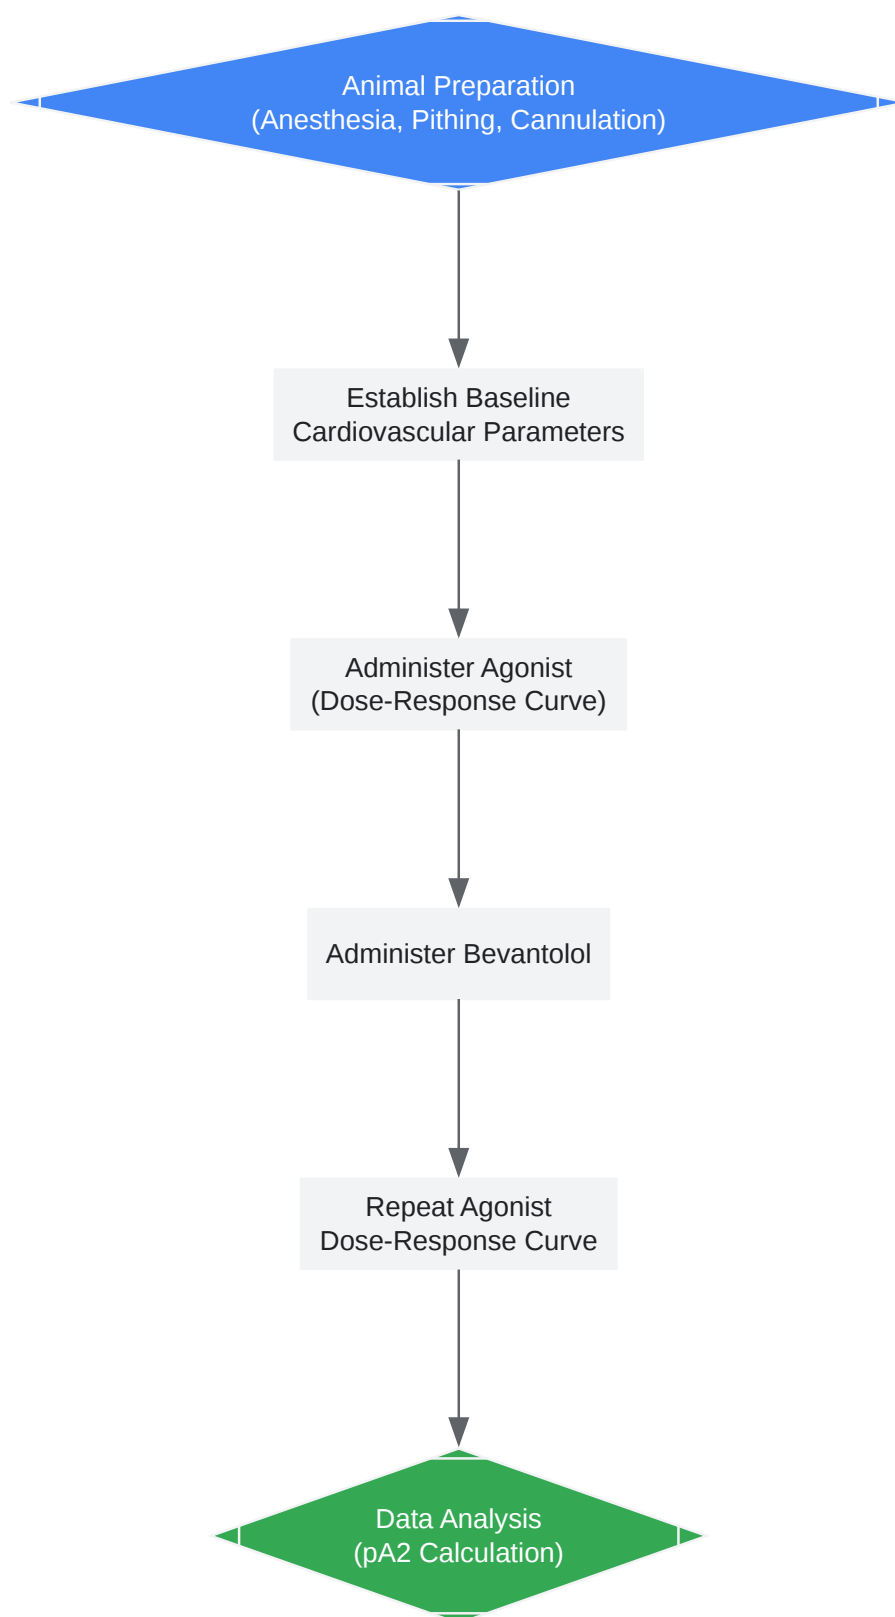 Animal Preparation
(Anesthesia, Pithing, Cannulation)
Establish Baseline
Cardiovascular Parameters
Administer Agonist
(Dose-Response Curve)
Administer Bevantolol
Repeat Agonist
Dose-Response Curve
Data Analysis
(pA2 Calculation)